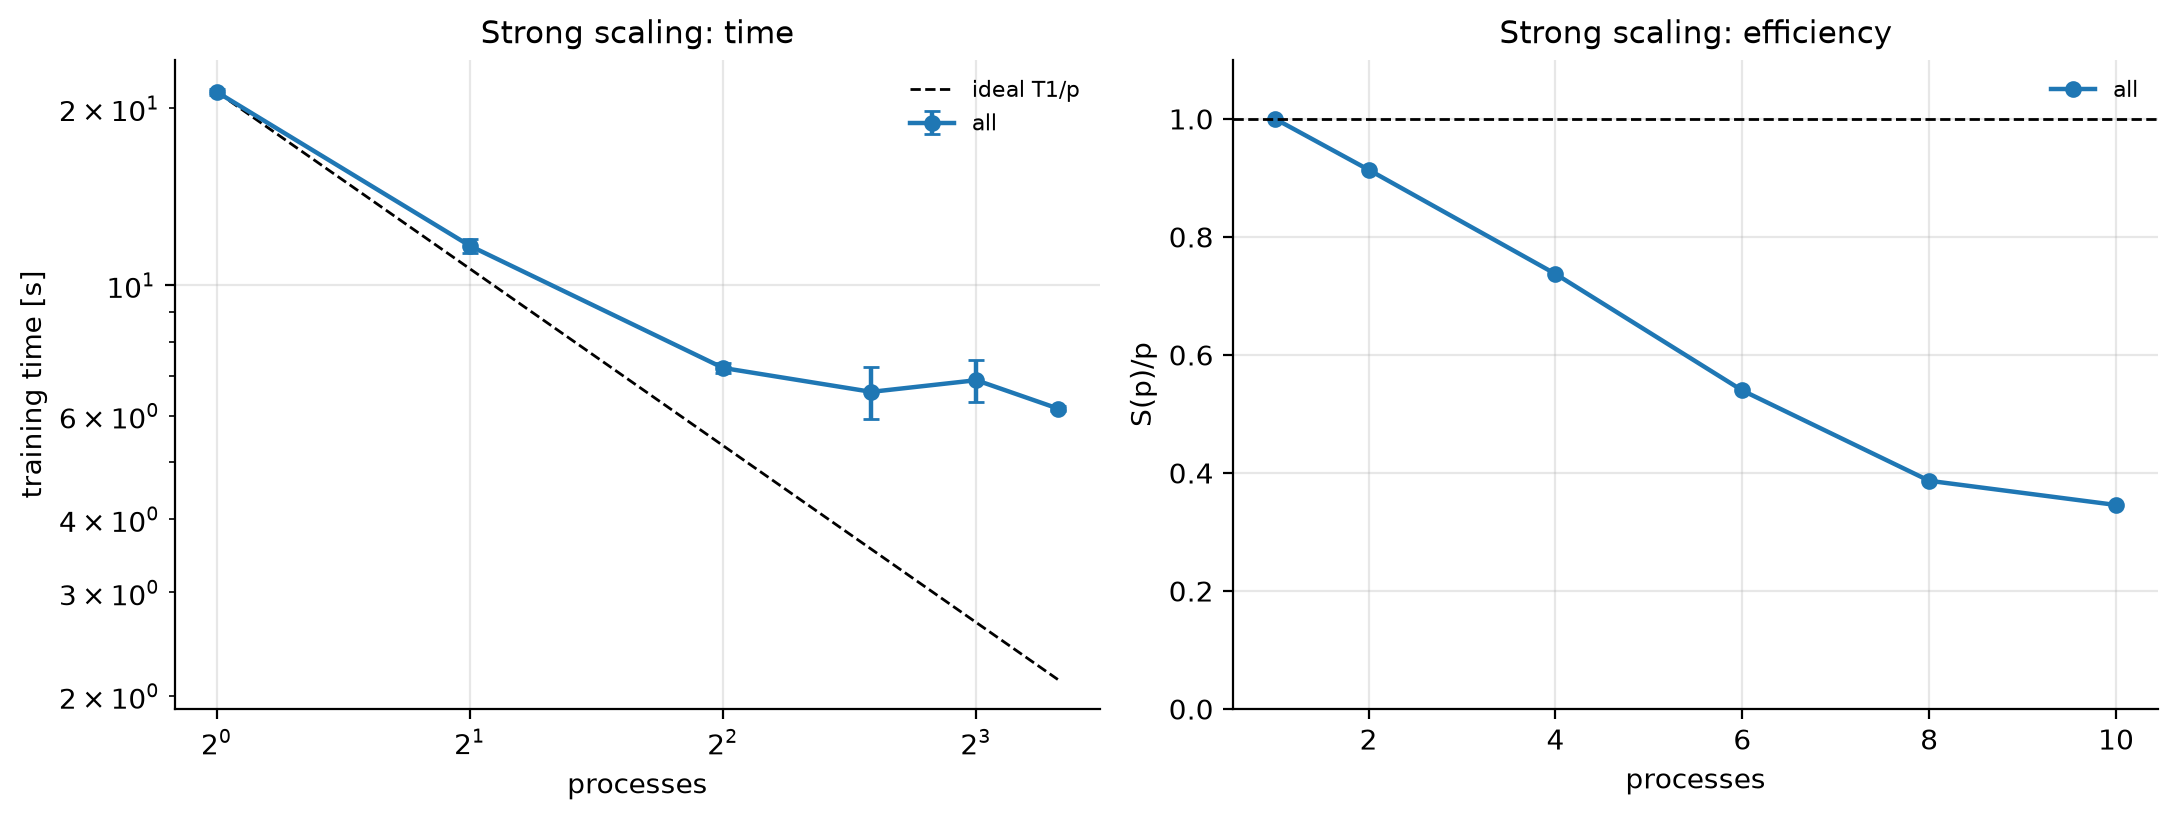 Strong scaling: time
ideal T1/p
all
2 × 10¹
10¹
6 × 10⁰
4 × 10⁰
3 × 10⁰
2 × 10⁰
training time [s]
2⁰ 2¹ 2² 2³
processes
Strong scaling: efficiency
all
1.0
0.8
0.6
0.4
0.2
0.0
S(p)/p
2 4 6 8 10
processes